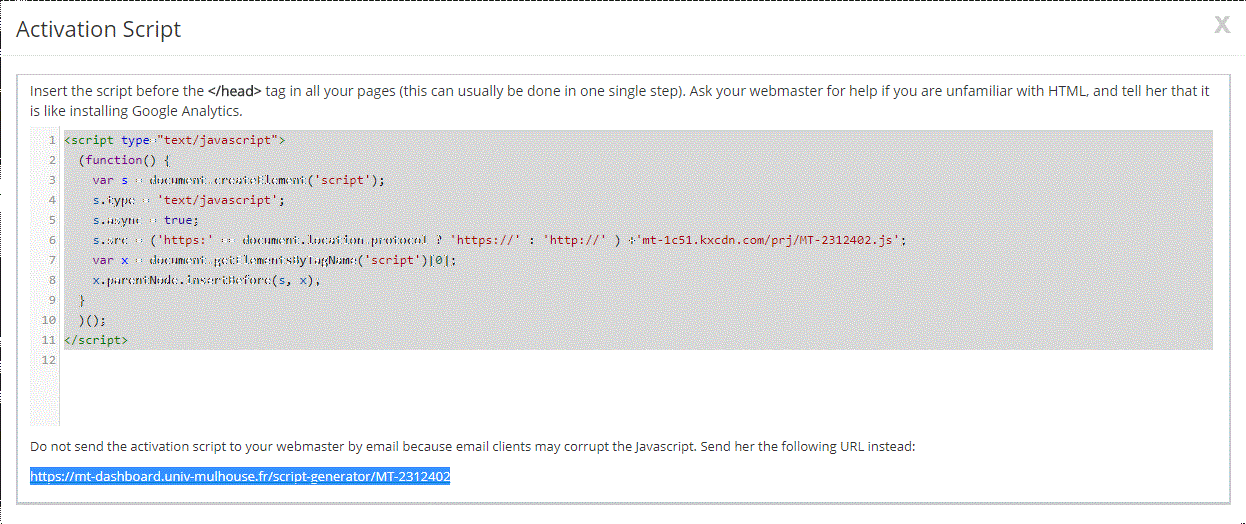 Activation Script
X
Insert the script before the </head> tag in all your pages (this can usually be done in one single step). Ask your webmaster for help if you are unfamiliar with HTML, and tell her that it
is like installing Google Analytics.
1 <script type="text/javascript">
2 (function() {
3 var s = document.createElement('script');
4 s.type = 'text/javascript';
5 s.async = true;
6 s.src = ('https:' == document.location.protocol ? 'https://' : 'http://' ) +'mt-1c51.kxcdn.com/prj/MT-2312402.js';
7 var x = document.getElementsByTagName('script')[0];
8 x.parentNode.insertBefore(s, x);
9 }
10 )();
11 </script>
12
Do not send the activation script to your webmaster by email because email clients may corrupt the Javascript. Send her the following URL instead:
https://mt-dashboard.univ-mulhouse.fr/script-generator/MT-2312402